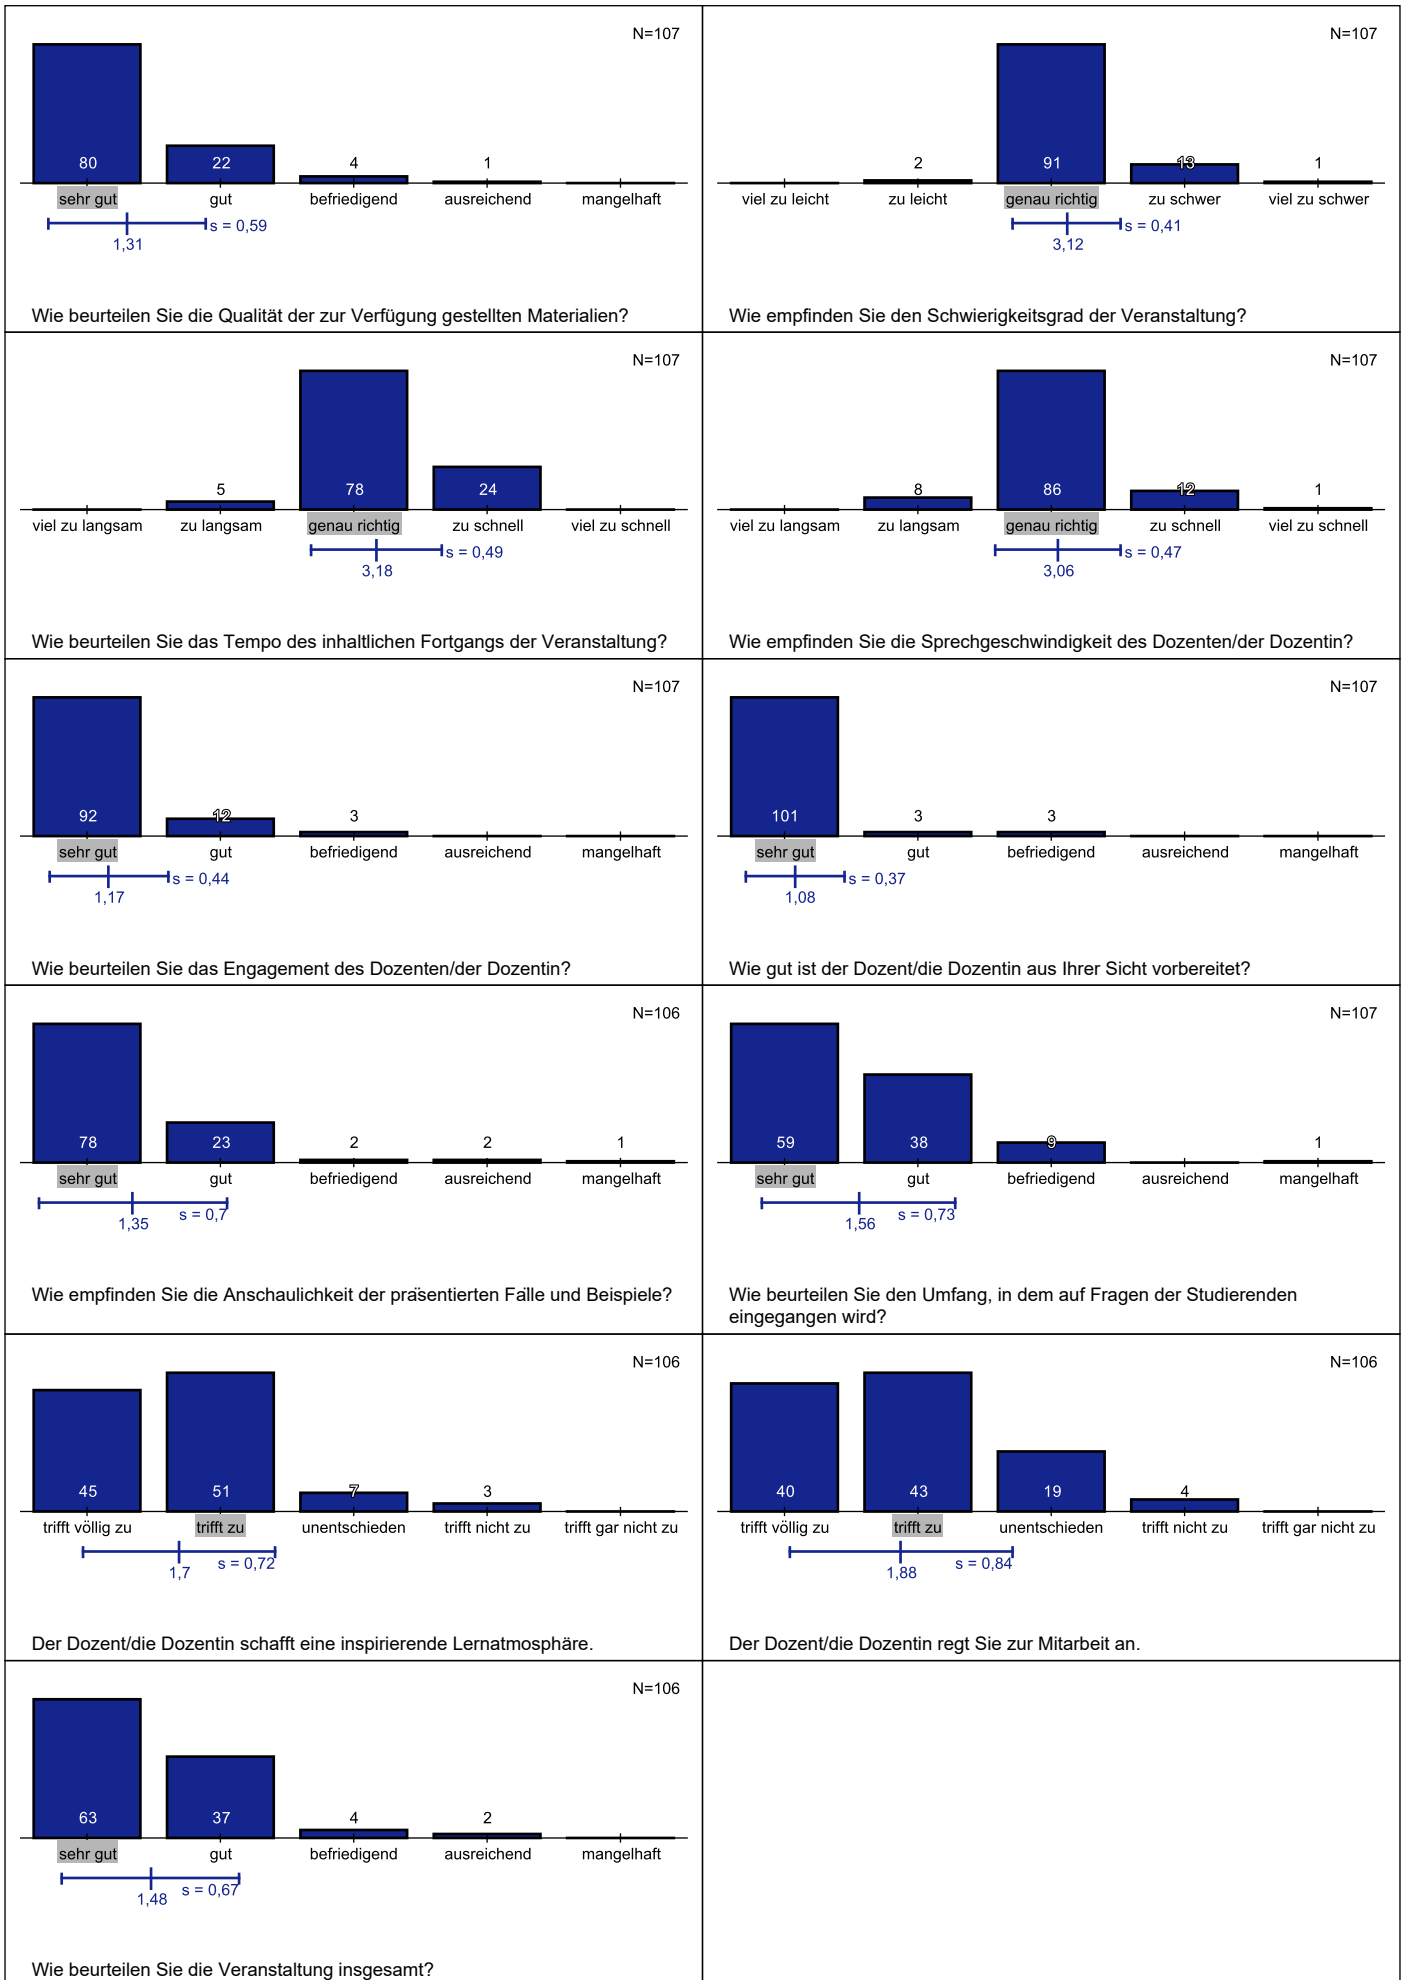 N=107
80 22 4 1
sehr gut gut befriedigend ausreichend mangelhaft
s = 0,59
1,31
Wie beurteilen Sie die Qualität der zur Verfügung gestellten Materialien?
N=107
2 91 13 1
viel zu leicht zu leicht genau richtig zu schwer viel zu schwer
s = 0,41
3,12
Wie empfinden Sie den Schwierigkeitsgrad der Veranstaltung?
N=107
5 78 24
viel zu langsam zu langsam genau richtig zu schnell viel zu schnell
s = 0,49
3,18
Wie beurteilen Sie das Tempo des inhaltlichen Fortgangs der Veranstaltung?
N=107
8 86 12 1
viel zu langsam zu langsam genau richtig zu schnell viel zu schnell
s = 0,47
3,06
Wie empfinden Sie die Sprechgeschwindigkeit des Dozenten/der Dozentin?
N=107
92 12 3
sehr gut gut befriedigend ausreichend mangelhaft
s = 0,44
1,17
Wie beurteilen Sie das Engagement des Dozenten/der Dozentin?
N=107
101 3 3
sehr gut gut befriedigend ausreichend mangelhaft
s = 0,37
1,08
Wie gut ist der Dozent/die Dozentin aus Ihrer Sicht vorbereitet?
N=106
78 23 2 2 1
sehr gut gut befriedigend ausreichend mangelhaft
s = 0,7
1,35
Wie empfinden Sie die Anschaulichkeit der präsentierten Fälle und Beispiele?
N=107
59 38 9 1
sehr gut gut befriedigend ausreichend mangelhaft
s = 0,73
1,56
Wie beurteilen Sie den Umfang, in dem auf Fragen der Studierenden
eingegangen wird?
N=106
45 51 7 3
trifft völlig zu trifft zu unentschieden trifft nicht zu trifft gar nicht zu
s = 0,72
1,7
Der Dozent/die Dozentin schafft eine inspirierende Lernatmosphäre.
N=106
40 43 19 4
trifft völlig zu trifft zu unentschieden trifft nicht zu trifft gar nicht zu
s = 0,84
1,88
Der Dozent/die Dozentin regt Sie zur Mitarbeit an.
N=106
63 37 4 2
sehr gut gut befriedigend ausreichend mangelhaft
s = 0,67
1,48
Wie beurteilen Sie die Veranstaltung insgesamt?